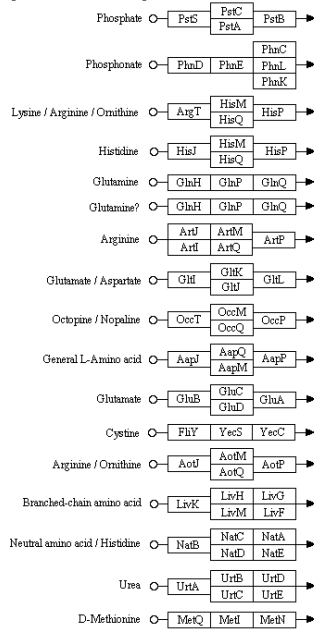 Phosphate PstS PstC PstB
PstA
PhnC
Phosphonate PhnD PhnE PhnL
PhnK
Lysine / Arginine / Ornithine ArgT HisM HisP
HisQ
Histidine HisJ HisM HisP
HisQ
Glutamine GlnH GlnP GlnQ
Glutamine? GlnH GlnP GlnQ
Arginine ArtJ ArtM ArtP
ArtI ArtQ
Glutamate / Aspartate GltI GltK GltL
GltJ
Octopine / Nopaline OccT OccM OccP
OccQ
General L-Amino acid AapJ AapQ AapP
AapM
Glutamate GluB GluC GluA
GluD
Cystine FliY YecS YecC
Arginine / Ornithine AotJ AotM AotP
AotQ
Branched-chain amino acid LivK LivH LivG
LivM LivF
Neutral amino acid / Histidine NatB NatC NatA
NatD NatE
Urea UrtA UrtB UrtD
UrtC UrtE
D-Methionine MetQ MetI MetN